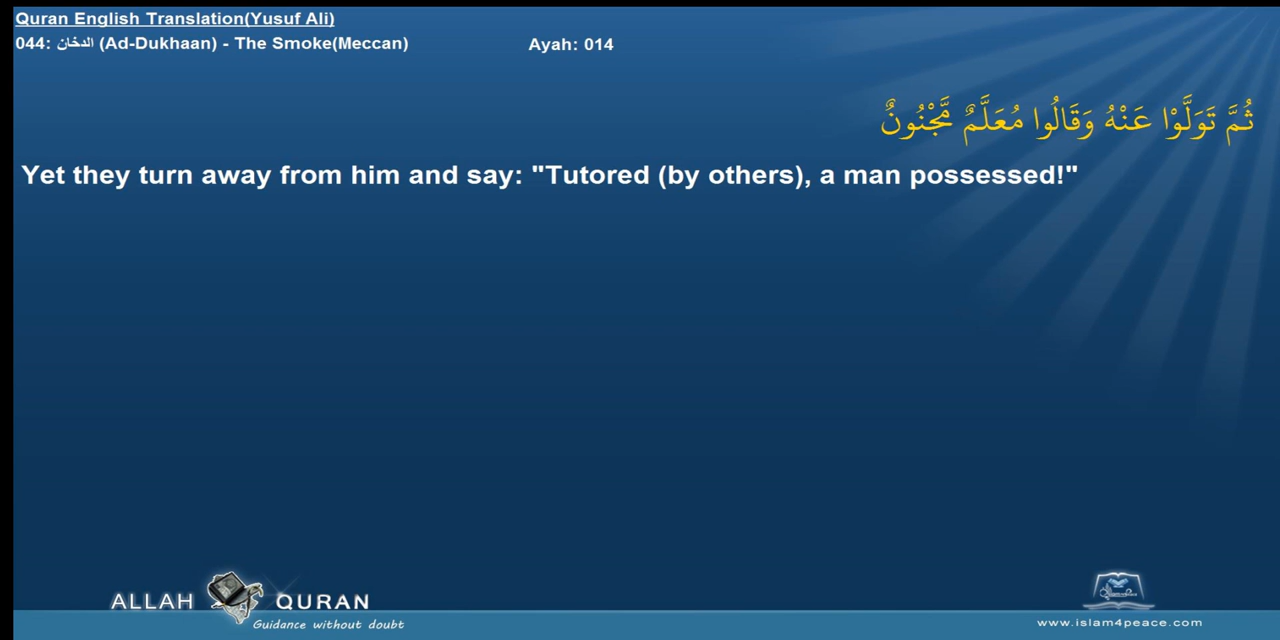 Quran English Translation(Yusuf Ali)
044: الدخان (Ad-Dukhaan) - The Smoke(Meccan) Ayah: 014
ثُمَّ تَوَلَّوْا عَنْهُ وَقَالُوا مُعَلَّمٌ مَّجْنُونٌ
Yet they turn away from him and say: "Tutored (by others), a man possessed!"
ALLAH QURAN
Guidance without doubt
www.islam4peace.com